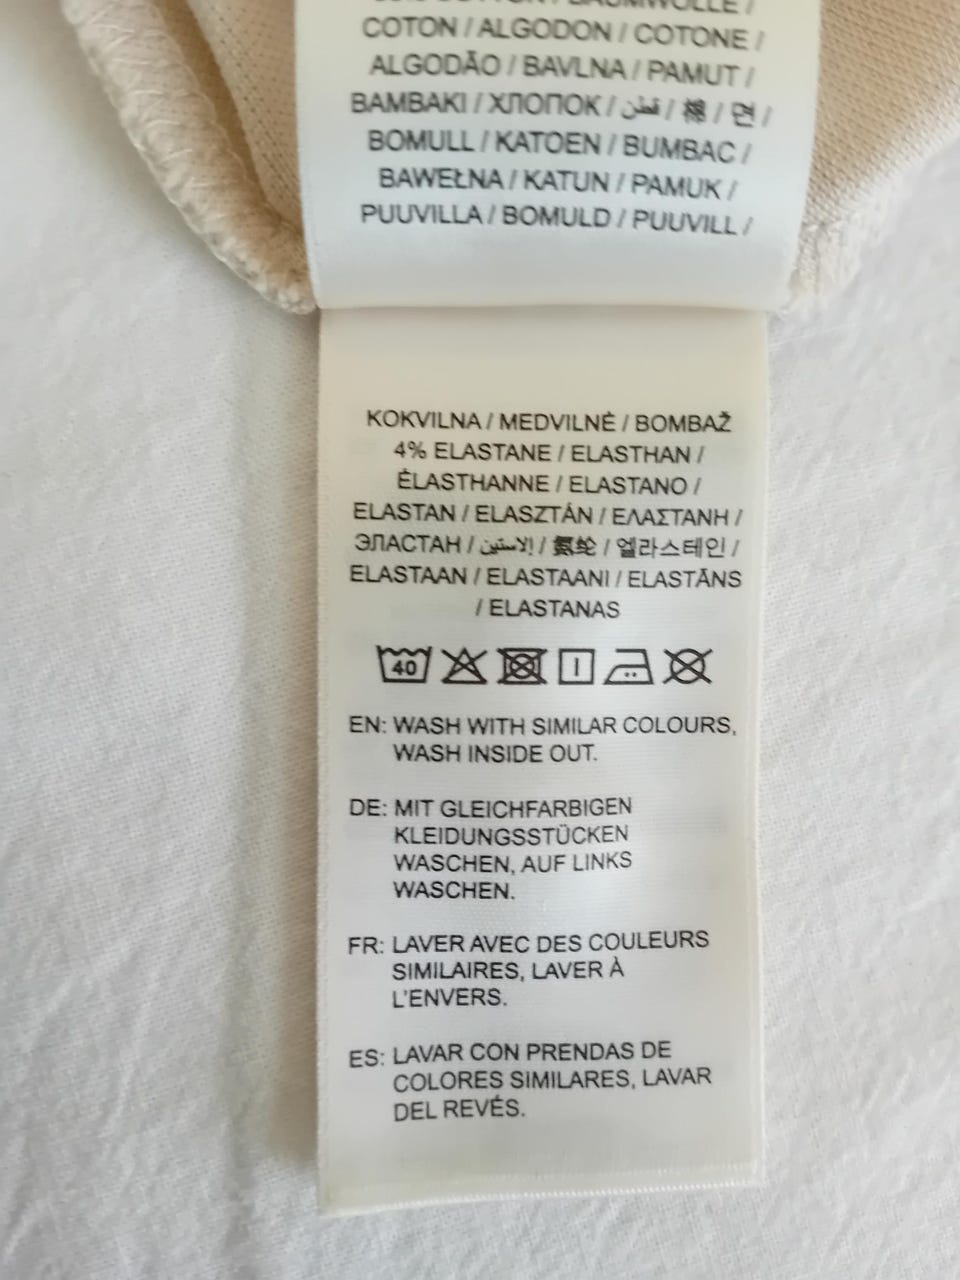 COTTON / BAUMWOLLE /
COTON / ALGODON / COTONE /
ALGODÃO / BAVLNA / PAMUT /
BAMBAKI / ХЛОПОК / قطن / 棉 / 면 /
BOMULL / KATOEN / BUMBAC /
BAWEŁNA / KATUN / PAMUK /
PUUVILLA / BOMULD / PUUVILL /
KOKVILNA / MEDVILNĖ / BOMBAŽ
4% ELASTANE / ELASTHAN /
ÉLASTHANNE / ELASTANO /
ELASTAN / ELASZTÁN / ΕΛΑΣΤΑΝΗ /
ЭЛАСТАН / إلاستين / 氨纶 / 엘라스테인 /
ELASTAAN / ELASTAANI / ELASTĀNS
/ ELASTANAS
40
EN: WASH WITH SIMILAR COLOURS,
WASH INSIDE OUT.
DE: MIT GLEICHFARBIGEN
KLEIDUNGSSTÜCKEN
WASCHEN, AUF LINKS
WASCHEN.
FR: LAVER AVEC DES COULEURS
SIMILAIRES, LAVER À
L'ENVERS.
ES: LAVAR CON PRENDAS DE
COLORES SIMILARES, LAVAR
DEL REVÉS.